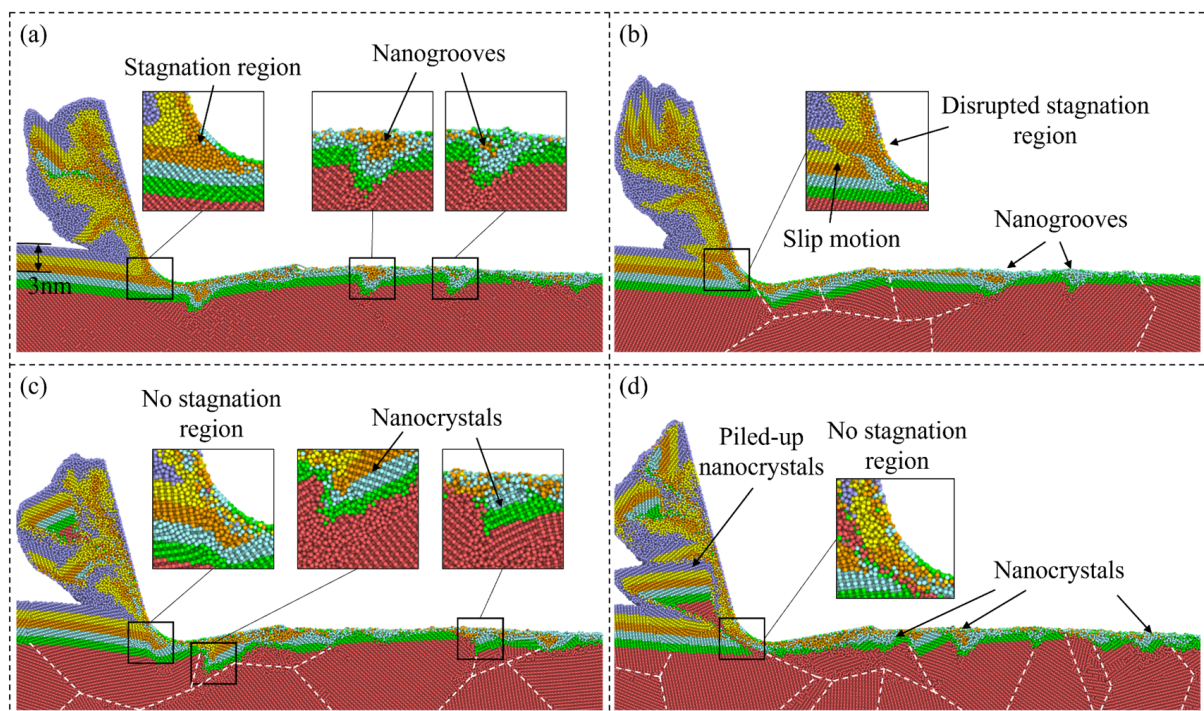 (a)
Stagnation region
Nanogrooves
3nm
(b)
Disrupted stagnation
region
Slip motion
Nanogrooves
(c)
No stagnation
region
Nanocrystals
(d)
Piled-up
nanocrystals
No stagnation
region
Nanocrystals